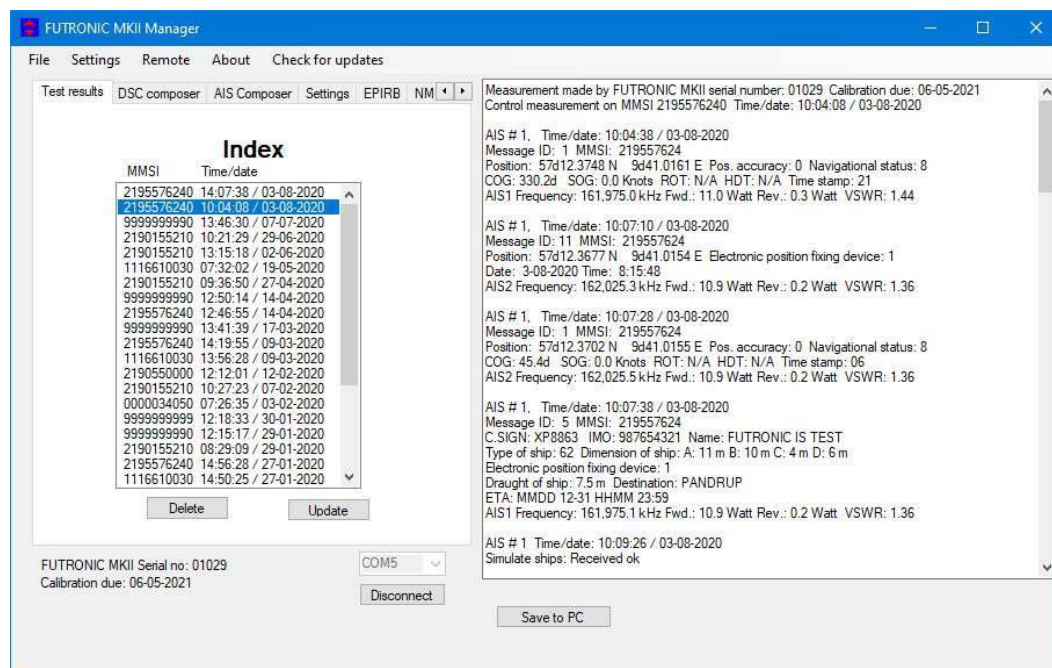 FUTRONIC MKII Manager
File Settings Remote About Check for updates
Test results DSC composer AIS Composer Settings EPIRB NM
Index
MMSI Time/date
2195576240 14:07:38 / 03-08-2020
2195576240 10:04:08 / 03-08-2020
9999999990 13:46:30 / 07-07-2020
2190155210 10:21:29 / 29-06-2020
2190155210 13:15:18 / 02-06-2020
1116610030 07:32:02 / 19-05-2020
2190155210 09:36:50 / 27-04-2020
9999999990 12:50:14 / 14-04-2020
2195576240 12:46:55 / 14-04-2020
9999999990 13:41:39 / 17-03-2020
2195576240 14:19:55 / 09-03-2020
1116610030 13:56:28 / 09-03-2020
2190550000 12:12:01 / 12-02-2020
2190155210 10:27:23 / 07-02-2020
0000034050 07:26:35 / 03-02-2020
9999999999 12:18:33 / 30-01-2020
9999999990 12:15:17 / 29-01-2020
2190155210 08:29:09 / 29-01-2020
2195576240 14:56:28 / 27-01-2020
1116610030 14:50:25 / 27-01-2020
Delete Update
FUTRONIC MKII Serial no: 01029
Calibration due: 06-05-2021
COM5
Disconnect
Measurement made by FUTRONIC MKII serial number: 01029 Calibration due: 06-05-2021
Control measurement on MMSI 2195576240 Time/date: 10:04:08 / 03-08-2020
AIS # 1, Time/date: 10:04:38 / 03-08-2020
Message ID: 1 MMSI: 219557624
Position: 57d12.3748 N 9d41.0161 E Pos. accuracy: 0 Navigational status: 8
COG: 330.2d SOG: 0.0 Knots ROT: N/A HDT: N/A Time stamp: 21
AIS1 Frequency: 161,975.0 kHz Fwd.: 11.0 Watt Rev.: 0.3 Watt VSWR: 1.44
AIS # 1, Time/date: 10:07:10 / 03-08-2020
Message ID: 11 MMSI: 219557624
Position: 57d12.3677 N 9d41.0154 E Electronic position fixing device: 1
Date: 3-08-2020 Time: 8:15:48
AIS2 Frequency: 162,025.3 kHz Fwd.: 10.9 Watt Rev.: 0.2 Watt VSWR: 1.36
AIS # 1, Time/date: 10:07:28 / 03-08-2020
Message ID: 1 MMSI: 219557624
Position: 57d12.3702 N 9d41.0155 E Pos. accuracy: 0 Navigational status: 8
COG: 45.4d SOG: 0.0 Knots ROT: N/A HDT: N/A Time stamp: 06
AIS2 Frequency: 162,025.5 kHz Fwd.: 10.9 Watt Rev.: 0.2 Watt VSWR: 1.36
AIS # 1, Time/date: 10:07:38 / 03-08-2020
Message ID: 5 MMSI: 219557624
C.SIGN: XP8863 IMO: 987654321 Name: FUTRONIC IS TEST
Type of ship: 62 Dimension of ship: A: 11 m B: 10 m C: 4 m D: 6 m
Electronic position fixing device: 1
Draught of ship: 7.5 m Destination: PANDRUP
ETA: MMDD 12-31 HHMM 23:59
AIS1 Frequency: 161,975.1 kHz Fwd.: 10.9 Watt Rev.: 0.2 Watt VSWR: 1.36
AIS # 1 Time/date: 10:09:26 / 03-08-2020
Simulate ships: Received ok
Save to PC